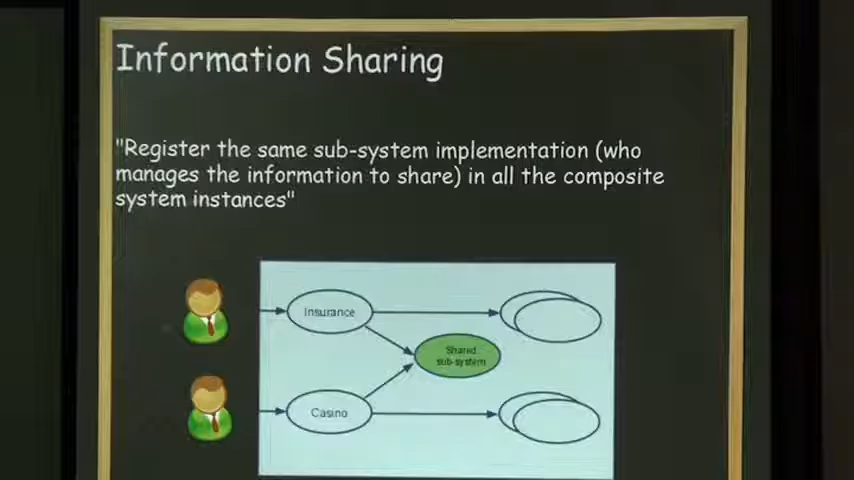 Information Sharing
"Register the same sub-system implementation (who
manages the information to share) in all the composite
system instances"
Insurance
Shared
sub-system
Casino